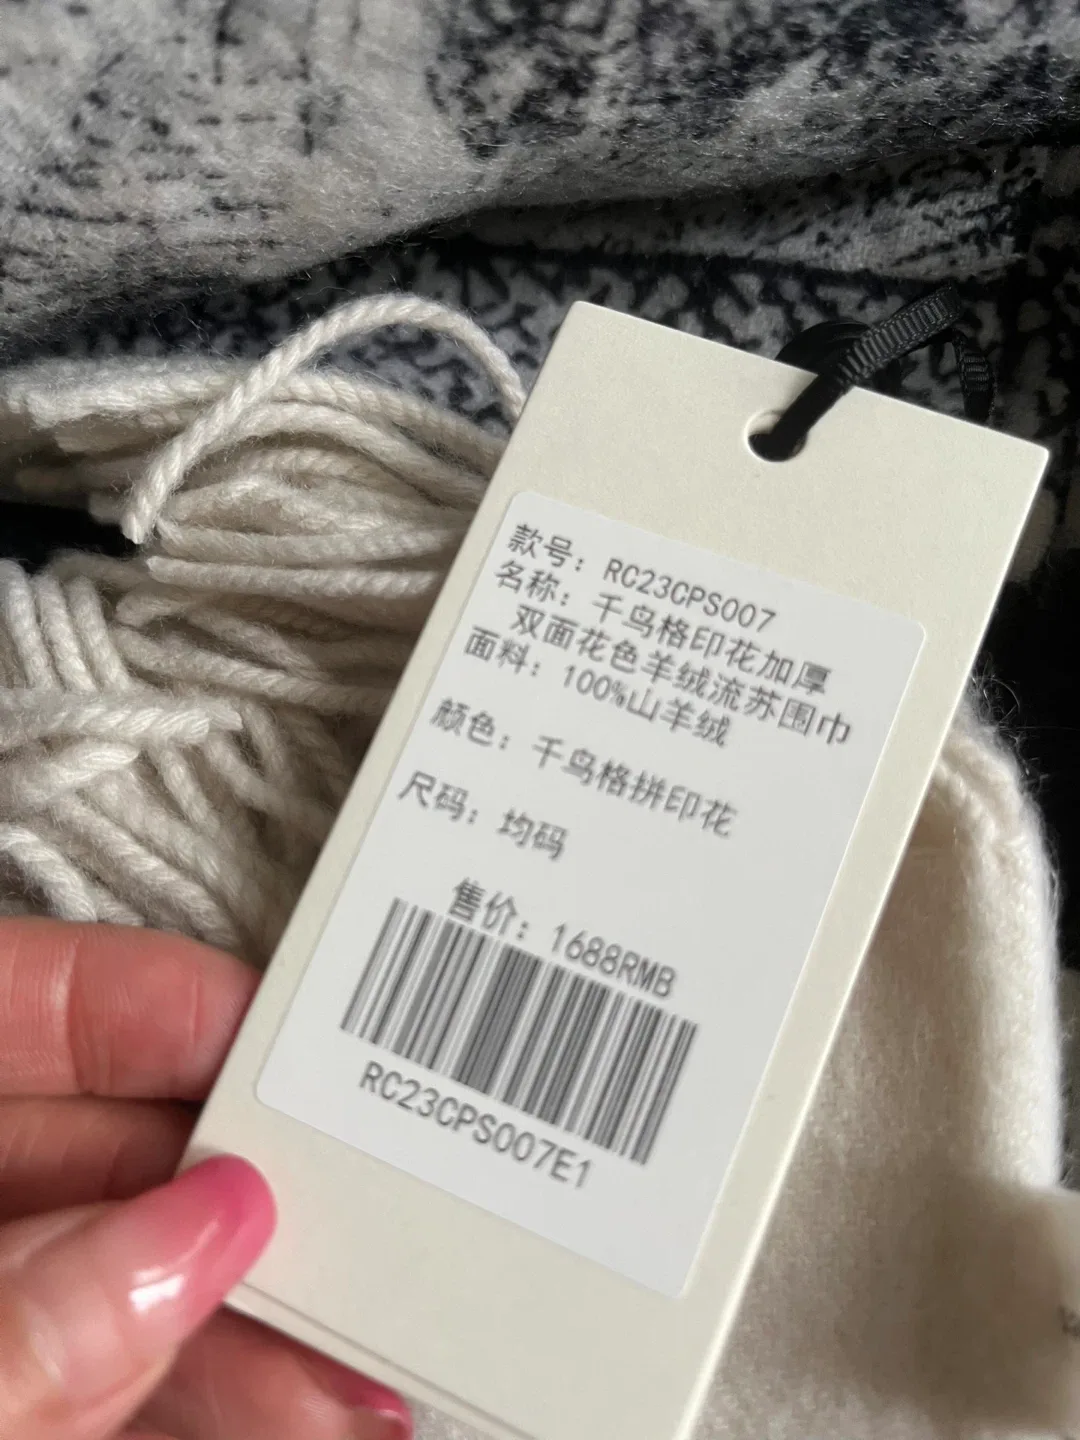 款号：RC23CPS007
名称：千鸟格印花加厚
双面花色羊绒流苏围巾
面料：100%山羊绒
颜色：千鸟格拼印花
尺码：均码
售价：1688RMB
RC23CPS007E1